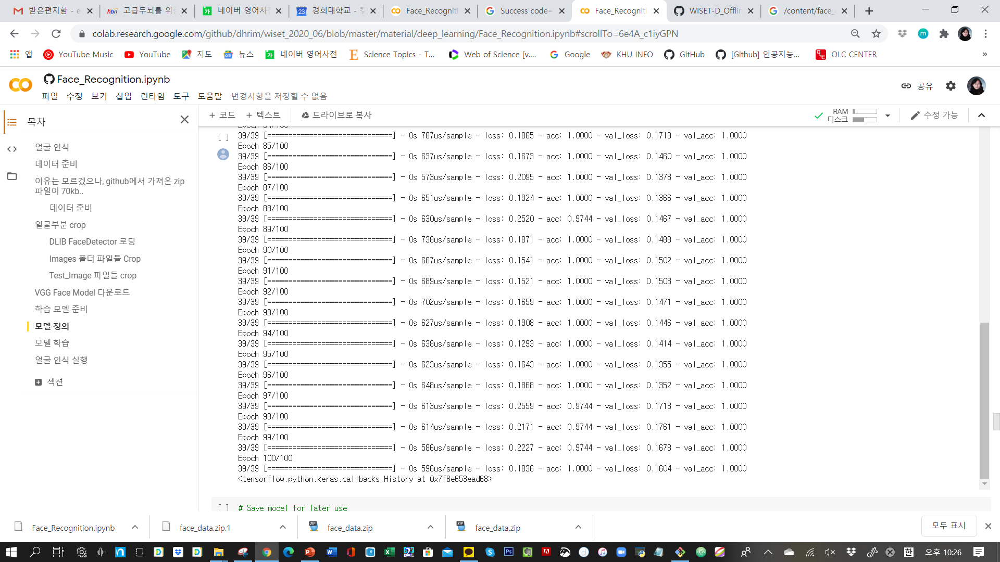 받은편지함 - e
고급두뇌를 위한
네이버 영어사전
23
경희대학교 - 캘
Face_Recogniti
Success code=
Face_Recogniti
WISET-D_Offlin
/content/face_
colab.research.google.com/github/dhrim/wiset_2020_06/blob/master/material/deep_learning/Face_Recognition.ipynb#scrollTo=6e4A_c1iyGPN
앱 YouTube Music YouTube 지도 뉴스 네이버 영어사전 Science Topics - T... Web of Science [v.... Google KHU INFO GitHub [Github] 인공지능... OLC CENTER »
Face_Recognition.ipynb
파일 수정 보기 삽입 런타임 도구 도움말 변경사항을 저장할 수 없음
공유
목차
+ 코드 + 텍스트 드라이브로 복사
RAM
디스크
수정 가능
얼굴 인식
데이터 준비
이유는 모르겠으나, github에서 가져온 zip
파일이 70kb..
데이터 준비
얼굴부분 crop
DLIB FaceDetector 로딩
Images 폴더 파일들 Crop
Test_Image 파일들 crop
VGG Face Model 다운로드
학습 모델 준비
모델 정의
모델 학습
얼굴 인식 실행
섹션
Epoch 84/100
[ ] 39/39 [==============================] - 0s 787us/sample - loss: 0.1865 - acc: 1.0000 - val_loss: 0.1713 - val_acc: 1.0000
Epoch 85/100
39/39 [==============================] - 0s 637us/sample - loss: 0.1673 - acc: 1.0000 - val_loss: 0.1460 - val_acc: 1.0000
Epoch 86/100
39/39 [==============================] - 0s 573us/sample - loss: 0.2095 - acc: 1.0000 - val_loss: 0.1378 - val_acc: 1.0000
Epoch 87/100
39/39 [==============================] - 0s 651us/sample - loss: 0.1924 - acc: 1.0000 - val_loss: 0.1366 - val_acc: 1.0000
Epoch 88/100
39/39 [==============================] - 0s 630us/sample - loss: 0.2520 - acc: 0.9744 - val_loss: 0.1467 - val_acc: 1.0000
Epoch 89/100
39/39 [==============================] - 0s 738us/sample - loss: 0.1871 - acc: 1.0000 - val_loss: 0.1488 - val_acc: 1.0000
Epoch 90/100
39/39 [==============================] - 0s 667us/sample - loss: 0.1541 - acc: 1.0000 - val_loss: 0.1502 - val_acc: 1.0000
Epoch 91/100
39/39 [==============================] - 0s 689us/sample - loss: 0.1521 - acc: 1.0000 - val_loss: 0.1508 - val_acc: 1.0000
Epoch 92/100
39/39 [==============================] - 0s 702us/sample - loss: 0.1659 - acc: 1.0000 - val_loss: 0.1471 - val_acc: 1.0000
Epoch 93/100
39/39 [==============================] - 0s 627us/sample - loss: 0.1908 - acc: 1.0000 - val_loss: 0.1446 - val_acc: 1.0000
Epoch 94/100
39/39 [==============================] - 0s 638us/sample - loss: 0.1293 - acc: 1.0000 - val_loss: 0.1414 - val_acc: 1.0000
Epoch 95/100
39/39 [==============================] - 0s 623us/sample - loss: 0.1643 - acc: 1.0000 - val_loss: 0.1355 - val_acc: 1.0000
Epoch 96/100
39/39 [==============================] - 0s 648us/sample - loss: 0.1868 - acc: 1.0000 - val_loss: 0.1352 - val_acc: 1.0000
Epoch 97/100
39/39 [==============================] - 0s 613us/sample - loss: 0.2559 - acc: 0.9744 - val_loss: 0.1713 - val_acc: 1.0000
Epoch 98/100
39/39 [==============================] - 0s 614us/sample - loss: 0.2171 - acc: 0.9744 - val_loss: 0.1761 - val_acc: 1.0000
Epoch 99/100
39/39 [==============================] - 0s 586us/sample - loss: 0.2227 - acc: 0.9744 - val_loss: 0.1678 - val_acc: 1.0000
Epoch 100/100
39/39 [==============================] - 0s 596us/sample - loss: 0.1836 - acc: 1.0000 - val_loss: 0.1604 - val_acc: 1.0000
<tensorflow.python.keras.callbacks.History at 0x7f8e653ead68>
[ ] # Save model for later use
Face_Recognition.ipynb face_data.zip.1 face_data.zip face_data.zip 모두 표시
한 오후 10:26